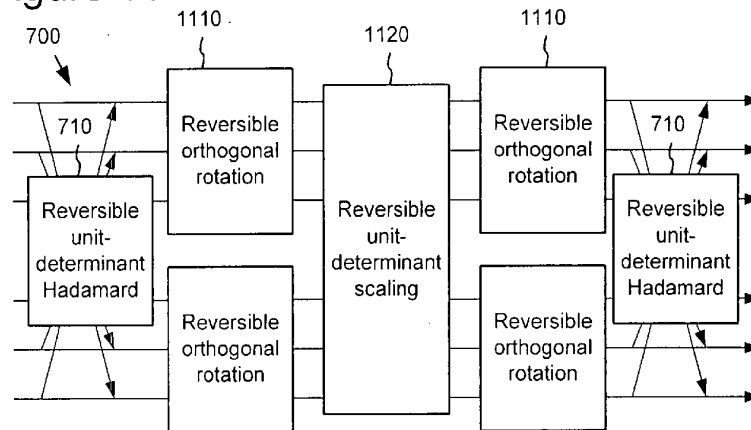 1110
1120
1110
700
710
Reversible
orthogonal
rotation
Reversible
unit-
determinant
Hadamard
Reversible
unit-
determinant
scaling
Reversible
orthogonal
rotation
710
Reversible
unit-
determinant
Hadamard
Reversible
orthogonal
rotation
Reversible
orthogonal
rotation